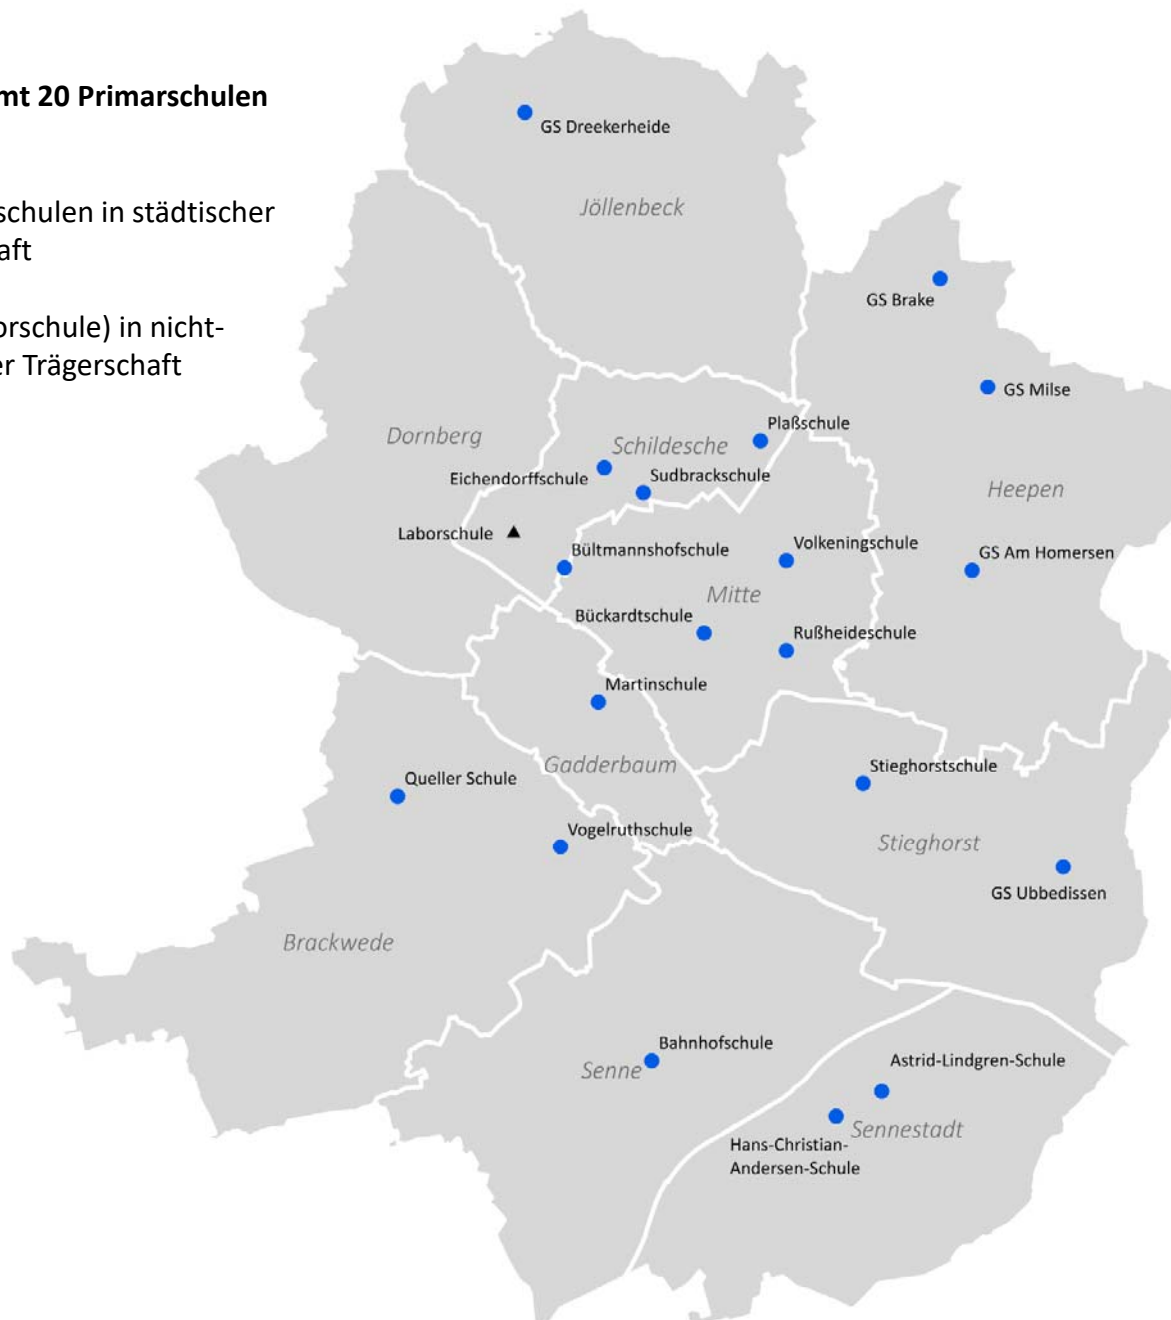 mt 20 Primarschulen
schulen in städtischer
aft
orschule) in nicht-
er Trägerschaft
GS Dreekerheide
Jöllenbeck
GS Brake
GS Milse
Plaßschule
Dornberg
Schildesche
Eichendorffschule
Sudbrackschule
Heepen
Laborschule
Bültmannshofschule
Volkeningschule
GS Am Homersen
Mitte
Bückardtschule
Rußheideschule
Martinschule
Gadderbaum
Queller Schule
Stieghorstschule
Vogelruthschule
Stieghorst
GS Ubbedissen
Brackwede
Bahnhofschule
Senne
Astrid-Lindgren-Schule
Sennestadt
Hans-Christian-
Andersen-Schule